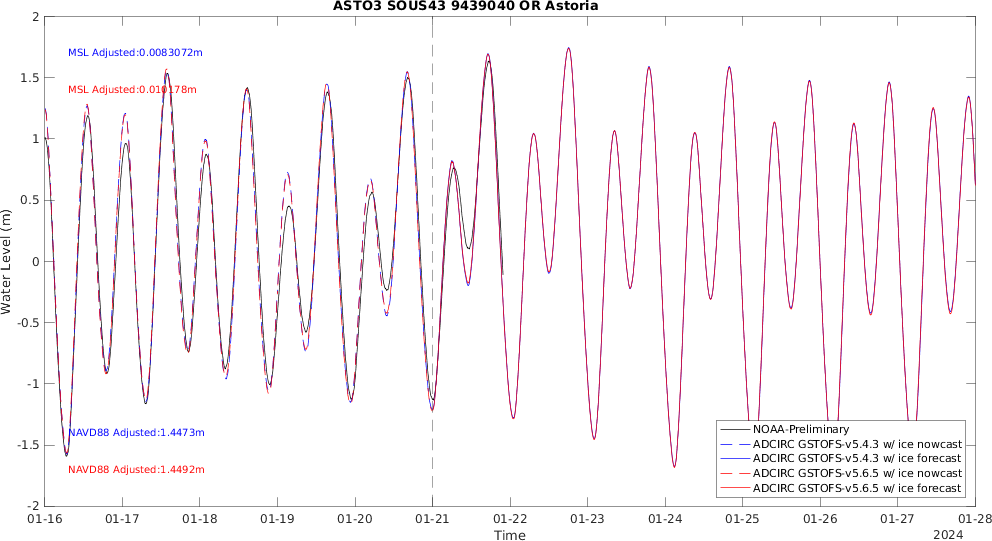 ASTO3 SOUS43 9439040 OR Astoria
2
1.5
1
0.5
0
-0.5
-1
-1.5
-2
Water Level (m)
MSL Adjusted:0.0083072m
MSL Adjusted:0.010178m
NAVD88 Adjusted:1.4473m
NAVD88 Adjusted:1.4492m
NOAA-Preliminary
ADCIRC GSTOFS-v5.4.3 w/ ice nowcast
ADCIRC GSTOFS-v5.4.3 w/ ice forecast
ADCIRC GSTOFS-v5.6.5 w/ ice nowcast
ADCIRC GSTOFS-v5.6.5 w/ ice forecast
01-16 01-17 01-18 01-19 01-20 01-21 01-22 01-23 01-24 01-25 01-26 01-27 01-28
Time
2024